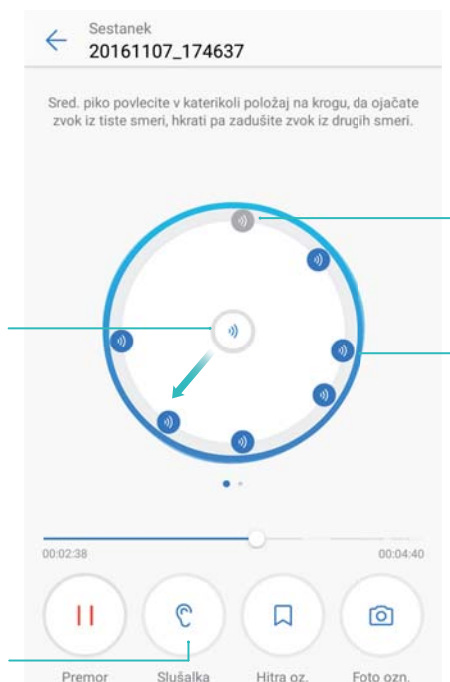 Sestanek
20161107_174637
Sred. piko povlecite v katerikoli položaj na krogu, da ojačate
zvok iz tiste smeri, hkrati pa zadušite zvok iz drugih smeri.
00:02:38 00:04:40
Premor Slušalka Hitra oz. Foto ozn.